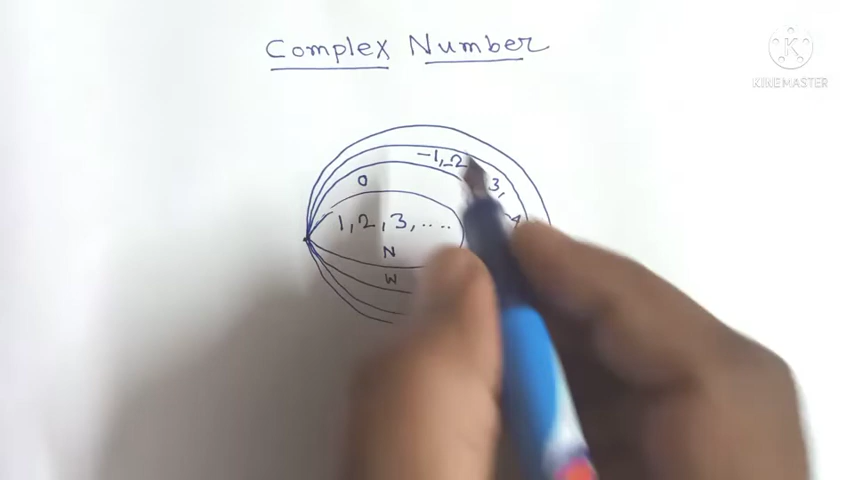 Complex Number
K
KINEMASTER
-1, -2
0
3,
1, 2, 3, ....
N
W